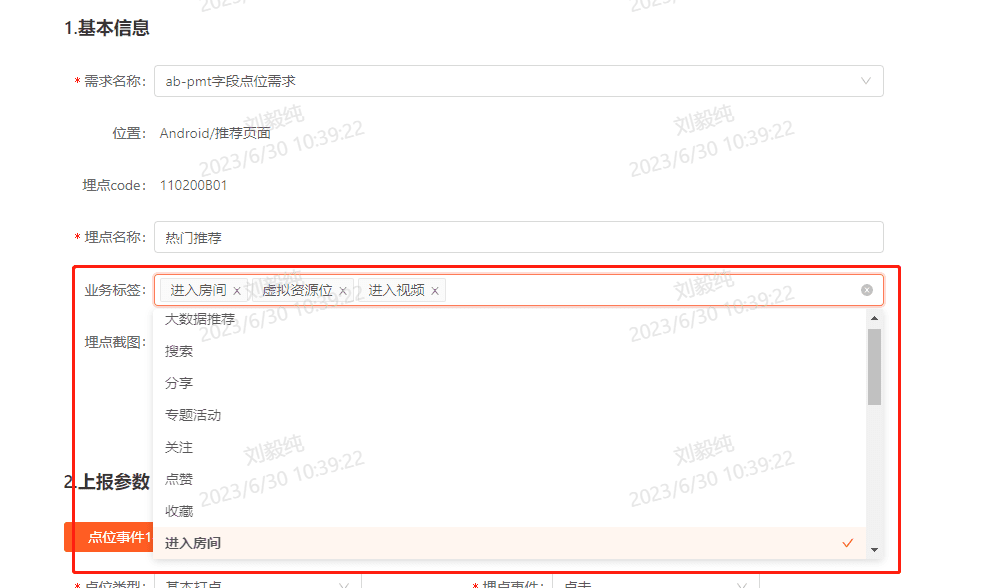 1.基本信息
* 需求名称: ab-pmt字段点位需求
位置: Android/推荐页面
埋点code: 110200B01
* 埋点名称: 热门推荐
业务标签: 进入房间 × 虚拟资源位 × 进入视频 ×
大数据推荐
埋点截图:
搜索
分享
专题活动
关注
点赞
2.上报参数
收藏
点位事件1
进入房间
* 点位类型: 基本打点 * 埋点事件: 点击
刘毅纯
2023/6/30 10:39:22
刘毅纯
2023/6/30 10:39:22
刘毅纯
2023/6/30 10:39:22
刘毅纯
2023/6/30 10:39:22
刘毅纯
2023/6/30 10:39:22
刘毅纯
2023/6/30 10:39:22